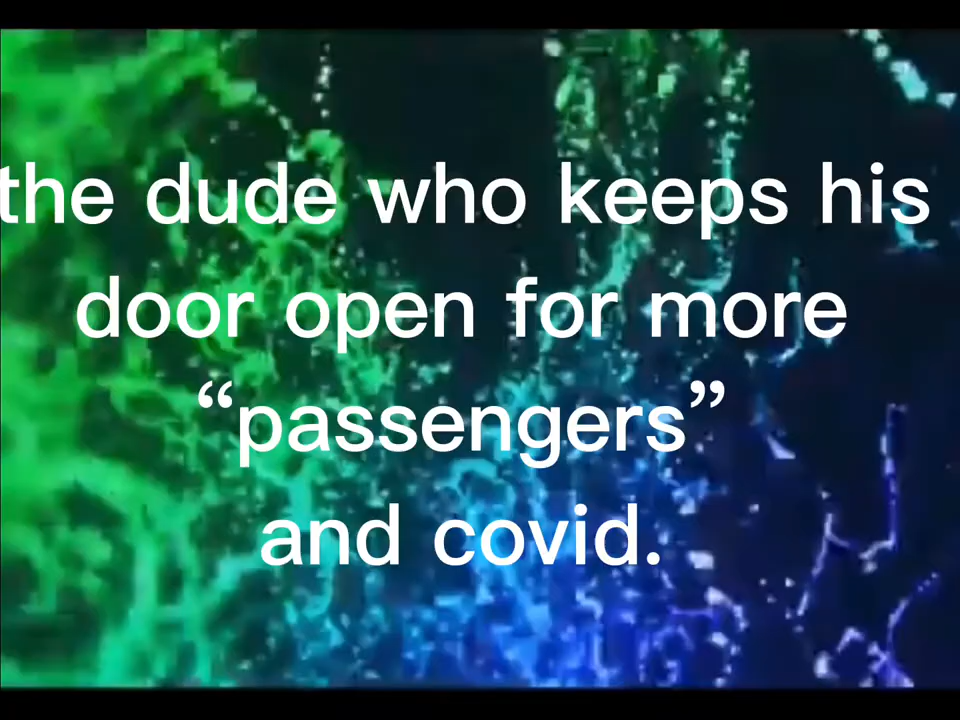 the dude who keeps his
door open for more
“passengers”
and covid.